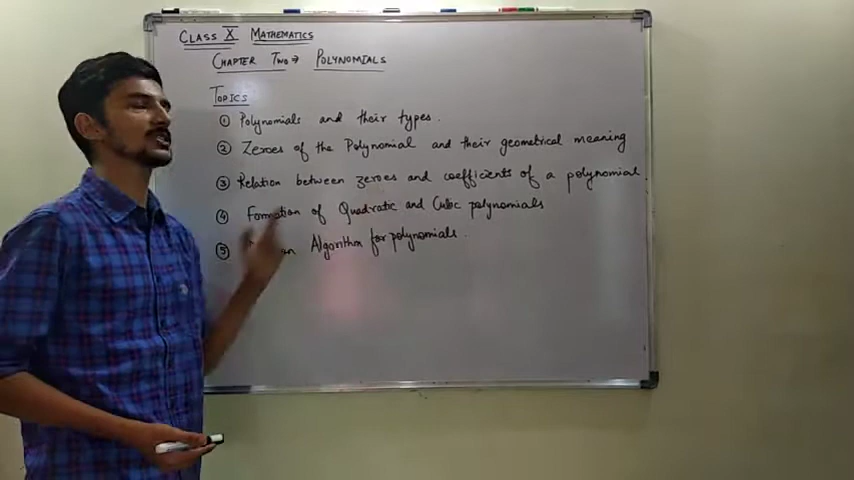 CLASS X MATHEMATICS
CHAPTER TWO → POLYNOMIALS
TOPICS
① Polynomials and their types.
② Zeroes of the Polynomial and their geometrical meaning
③ Relation between zeroes and coefficients of a polynomial.
④ Formation of Quadratic and Cubic polynomials
⑤ Algorithm for polynomials.